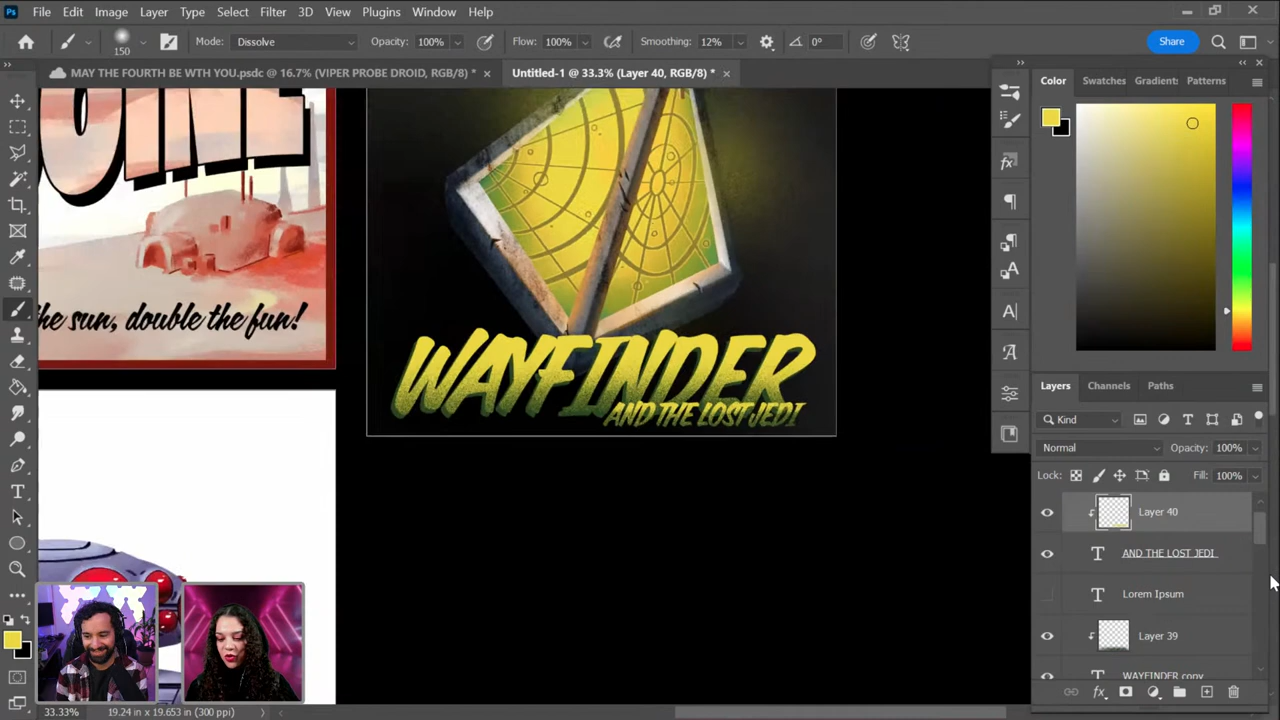 Ps File Edit Image Layer Type Select Filter 3D View Plugins Window Help
150 Mode: Dissolve Opacity: 100% Flow: 100% Smoothing: 12% 0° Share
MAY THE FOURTH BE WTH YOU.psdc @ 16.7% (VIPER PROBE DROID, RGB/8) * × Untitled-1 @ 33.3% (Layer 40, RGB/8) * ×
Color Swatches Gradient Patterns
the sun, double the fun!
WAYFINDER
AND THE LOST JEDI
Layers Channels Paths
Kind
Normal Opacity: 100%
Lock: Fill: 100%
Layer 40
AND THE LOST JEDI
Lorem Ipsum
Layer 39
WAYFINDER copy
fx
33.33% 19.24 in x 19.653 in (300 ppi)